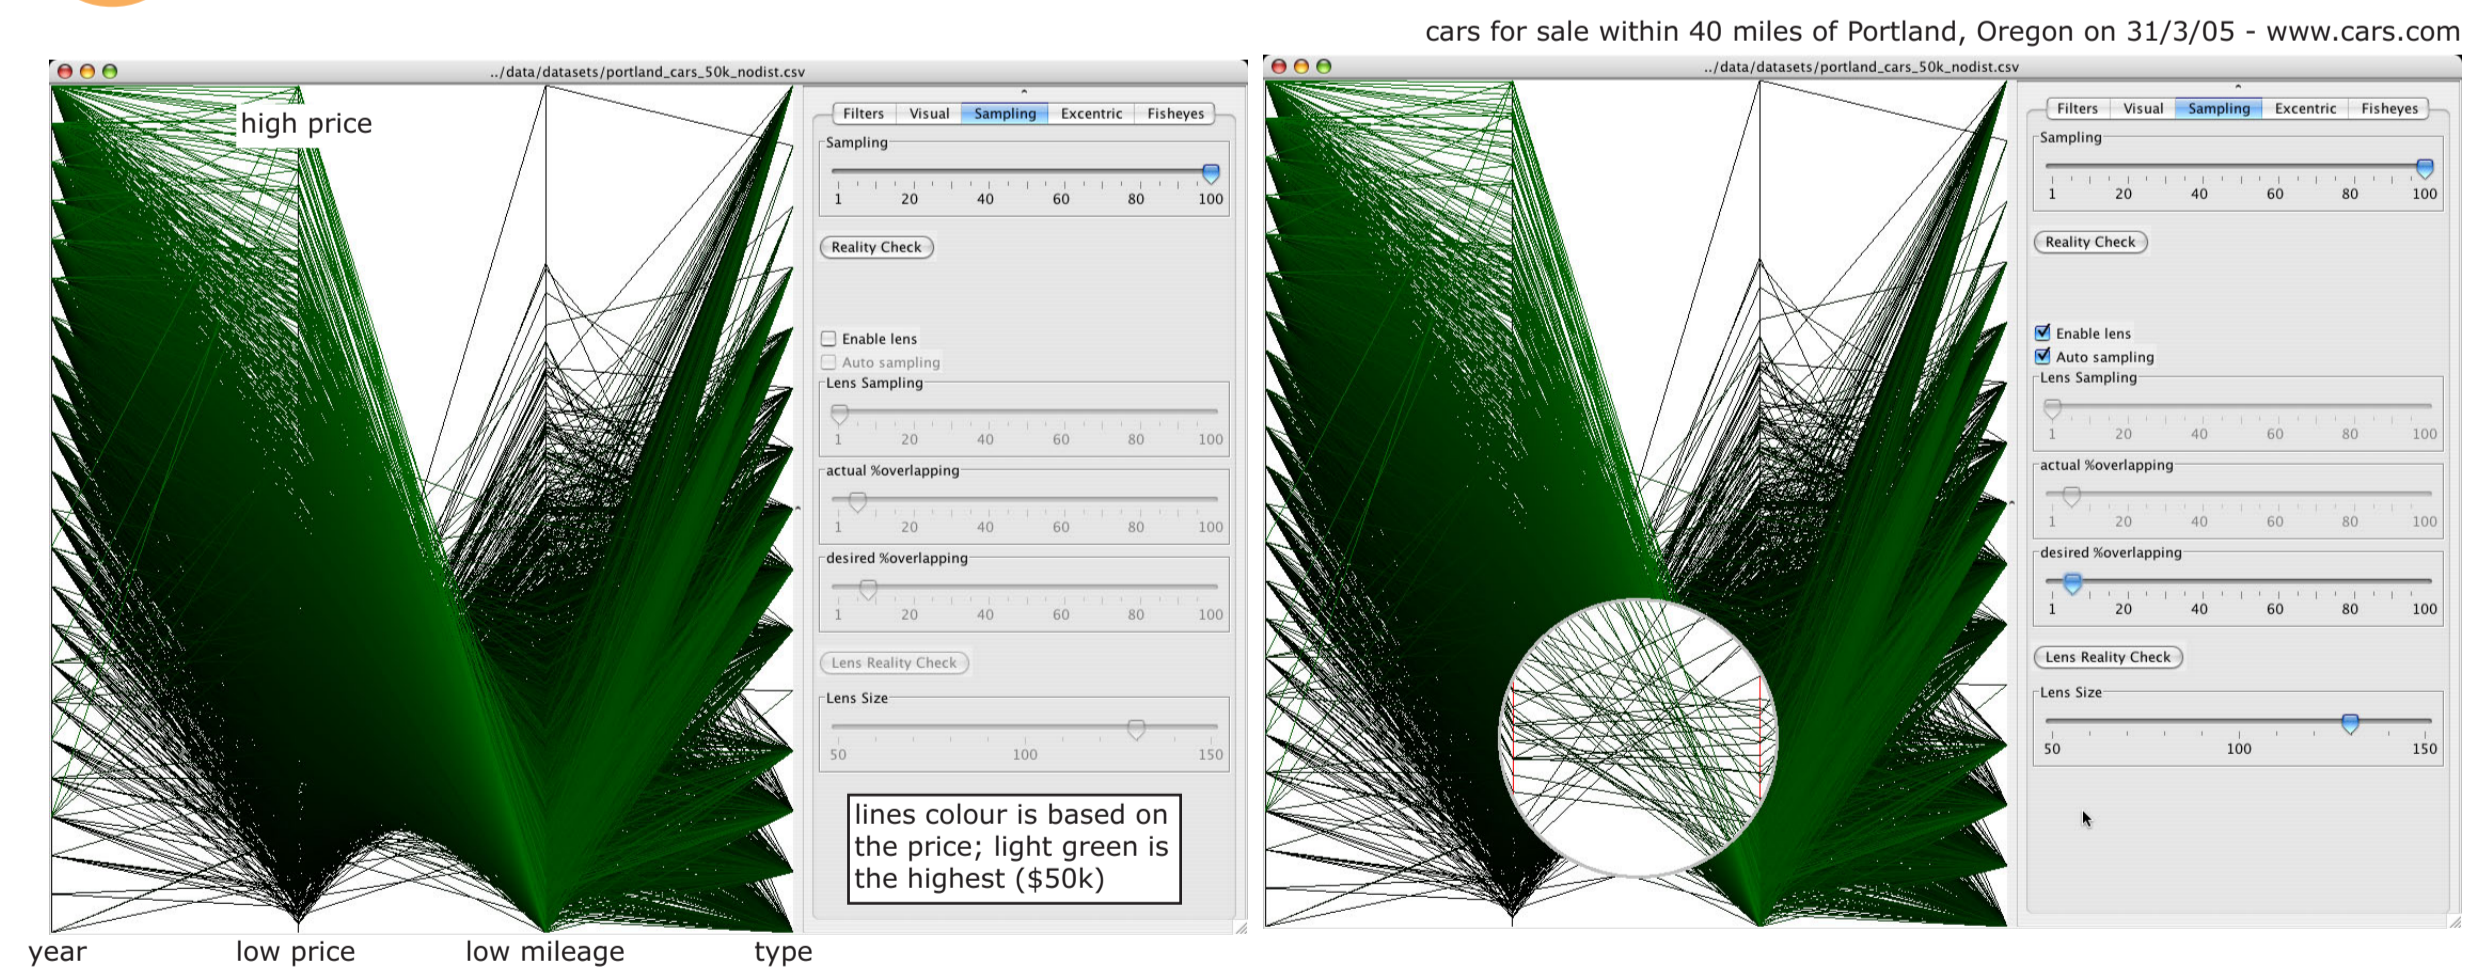 cars for sale within 40 miles of Portland, Oregon on 31/3/05 - www.cars.com
../data/datasets/portland_cars_50k_nodist.csv
high price
Filters Visual Sampling Excentric Fisheyes
Sampling
1 20 40 60 80 100
Reality Check
Enable lens
Auto sampling
Lens Sampling
1 20 40 60 80 100
actual %overlapping
1 20 40 60 80 100
desired %overlapping
1 20 40 60 80 100
Lens Reality Check
Lens Size
50 100 150
lines colour is based on
the price; light green is
the highest ($50k)
year low price low mileage type
../data/datasets/portland_cars_50k_nodist.csv
Filters Visual Sampling Excentric Fisheyes
Sampling
1 20 40 60 80 100
Reality Check
Enable lens
Auto sampling
Lens Sampling
1 20 40 60 80 100
actual %overlapping
1 20 40 60 80 100
desired %overlapping
1 20 40 60 80 100
Lens Reality Check
Lens Size
50 100 150